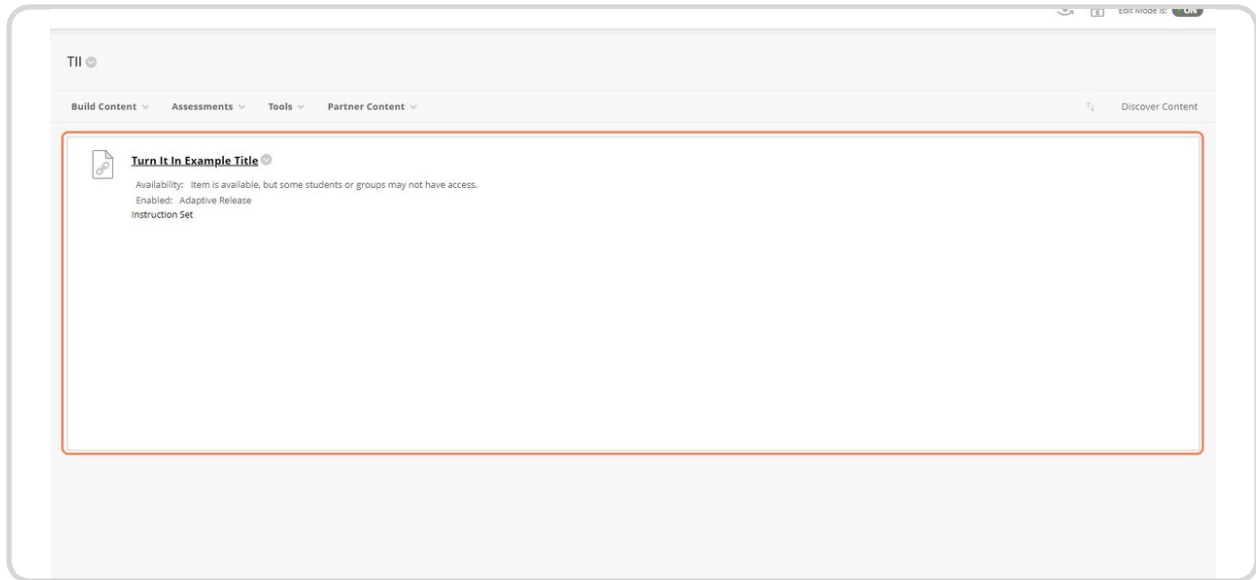 Edit Mode is: ON
TII
Build Content Assessments Tools Partner Content Discover Content
Turn It In Example Title
Availability: Item is available, but some students or groups may not have access.
Enabled: Adaptive Release
Instruction Set